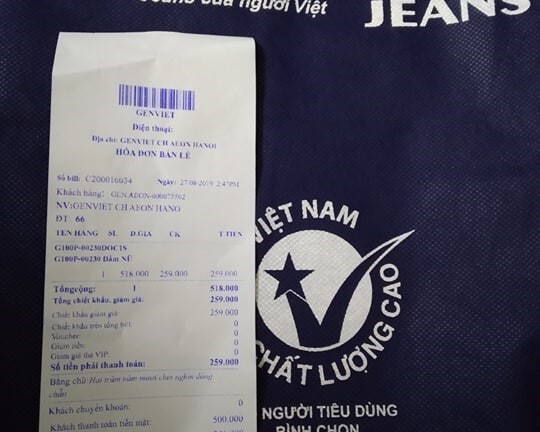 của người Việt
JEANS
GENVIET
Điện thoại:
Địa chỉ: GENVIET CH AEON HANOI
HÓA ĐƠN BÁN LẺ
Số bill: C200016034 Ngày: 27-08-2019 2:47PM
Khách hàng:
NV:GENVIET CH AEON HANO
ĐT: 66
TÊN HÀNG SL Đ.GIÁ CK T.TIỀN
G100P-00230DOC1S
G100P-00230 Đầm NỮ
1 518.000 259.000 259.000
Tổng cộng: 1 518.000
Tổng chiết khấu, giảm giá: 259.000
Chiết khấu giảm giá 259.000
Chiết khấu trên tổng bill: 0
Voucher: 0
Giảm tiền: 0
Giảm giá thẻ VIP: 0
Số tiền phải thanh toán: 259.000
Bằng chữ: Hai trăm năm mươi chín nghìn đồng
chẵn
Khách chuyển khoản: 0
Khách thanh toán tiền mặt: 500.000
VIỆT NAM
CHẤT LƯỢNG CAO
NGƯỜI TIÊU DÙNG
BÌNH CHỌN